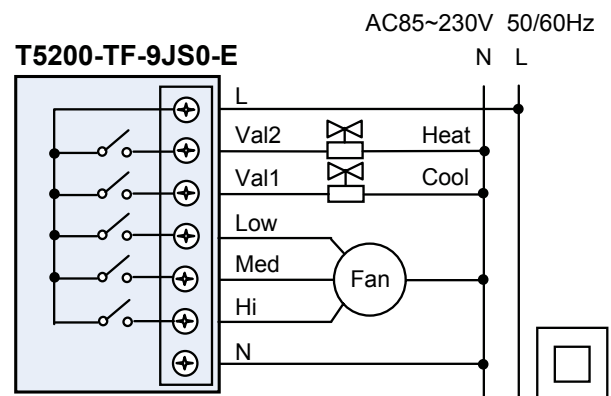 AC85~230V 50/60Hz
T5200-TF-9JS0-E
N L
L
Val2 Heat
Val1 Cool
Low
Med Fan
Hi
N